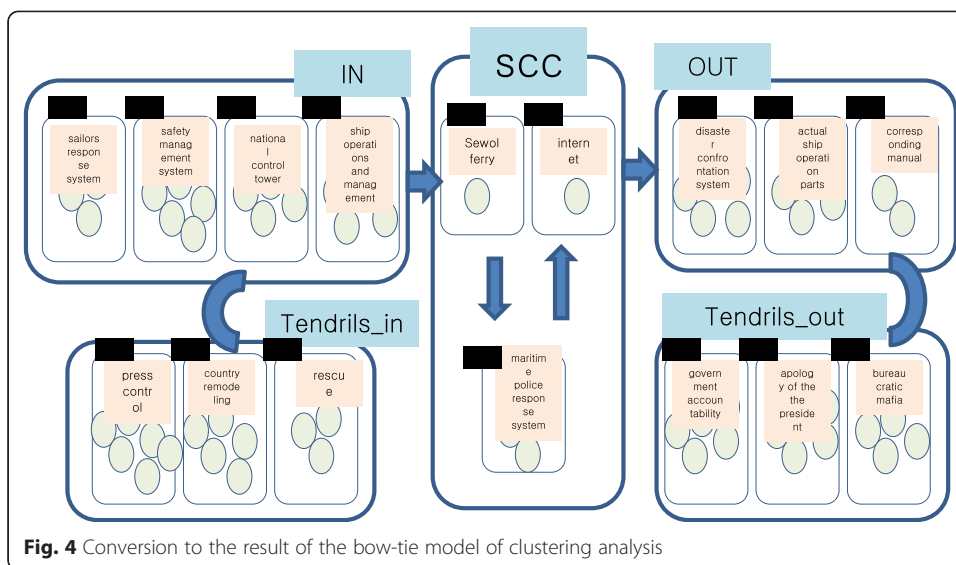 IN
sailors
respon
se
system
safety
manag
ement
system
nationa
l
control
tower
ship
operati
ons
and
manag
ement
SCC
Sewol
ferry
intern
et
maritim
e
police
respon
se
system
OUT
disaste
r
confro
ntation
system
actual
ship
operati
on
parts
corresp
onding
manual
Tendrils_in
press
contr
ol
country
remode
ling
rescu
e
Tendrils_out
govern
ment
accoun
tability
apolog
y of the
preside
nt
bureau
cratic
mafia
Fig. 4 Conversion to the result of the bow-tie model of clustering analysis